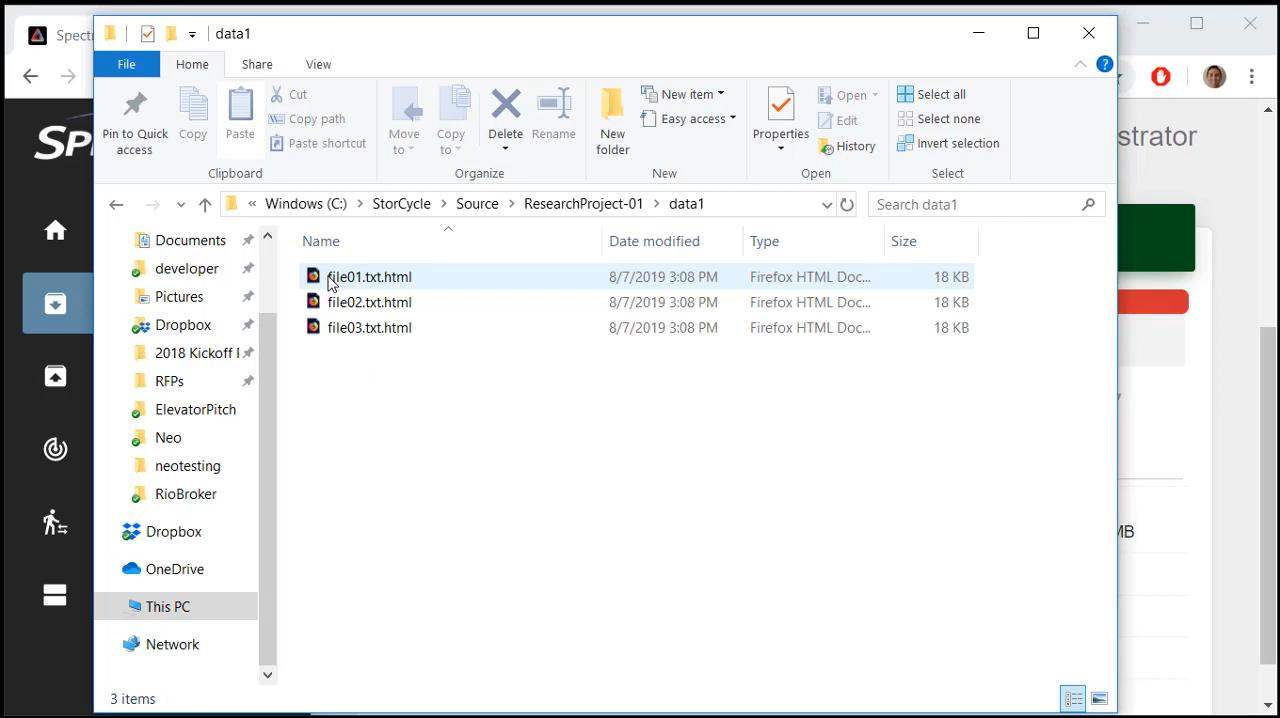 Spectr
data1
File Home Share View
Pin to Quick access
Copy
Paste
Cut
Copy path
Paste shortcut
Clipboard
Move to
Copy to
Delete
Rename
Organize
New folder
New item
Easy access
New
Properties
Open
Edit
History
Open
Select all
Select none
Invert selection
Select
« Windows (C:) > StorCycle > Source > ResearchProject-01 > data1
Search data1
Documents
developer
Pictures
Dropbox
2018 Kickoff
RFPs
ElevatorPitch
Neo
neotesting
RioBroker
Dropbox
OneDrive
This PC
Network
Name Date modified Type Size
file01.txt.html 8/7/2019 3:08 PM Firefox HTML Doc... 18 KB
file02.txt.html 8/7/2019 3:08 PM Firefox HTML Doc... 18 KB
file03.txt.html 8/7/2019 3:08 PM Firefox HTML Doc... 18 KB
3 items
SP
strator
MB